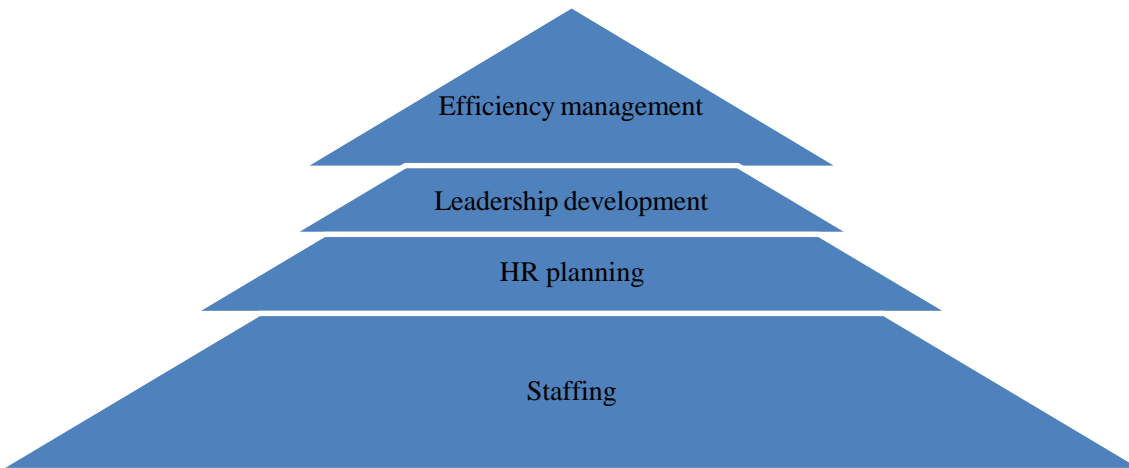 Efficiency management
Leadership development
HR planning
Staffing